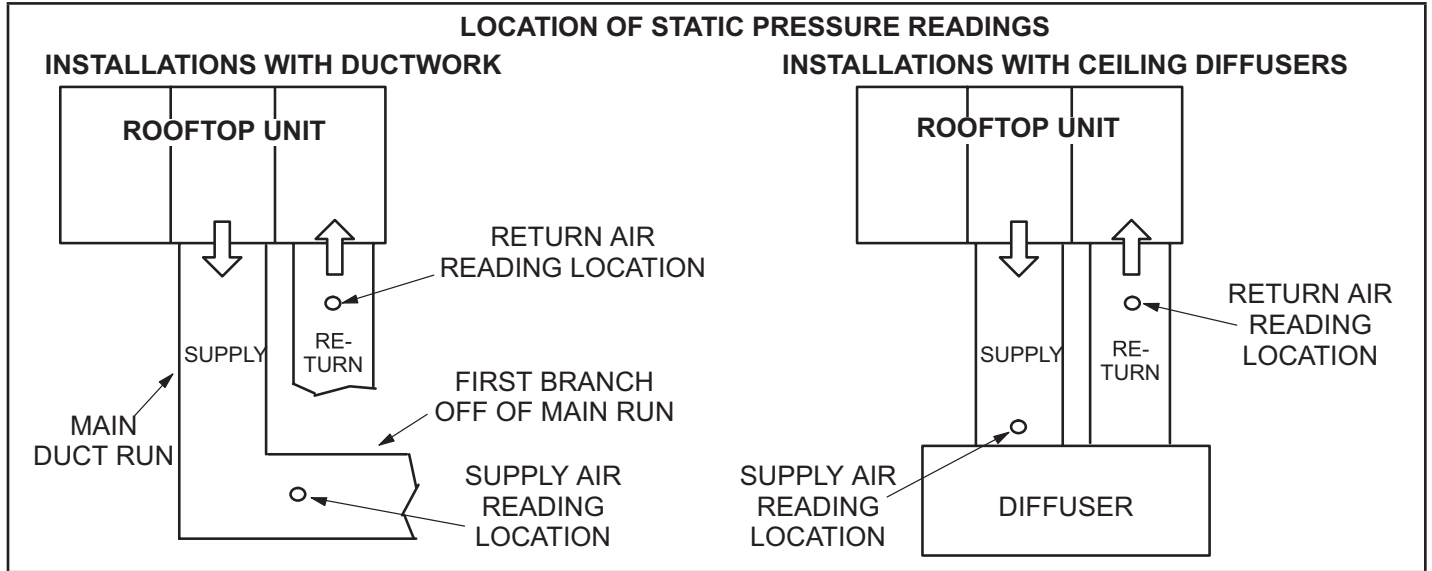 LOCATION OF STATIC PRESSURE READINGS
INSTALLATIONS WITH DUCTWORK
ROOFTOP UNIT
RETURN AIR
READING LOCATION
SUPPLY
RE-
TURN
FIRST BRANCH
OFF OF MAIN RUN
MAIN
DUCT RUN
SUPPLY AIR
READING
LOCATION
INSTALLATIONS WITH CEILING DIFFUSERS
ROOFTOP UNIT
RETURN AIR
READING
LOCATION
SUPPLY
RE-
TURN
SUPPLY AIR
READING
LOCATION
DIFFUSER